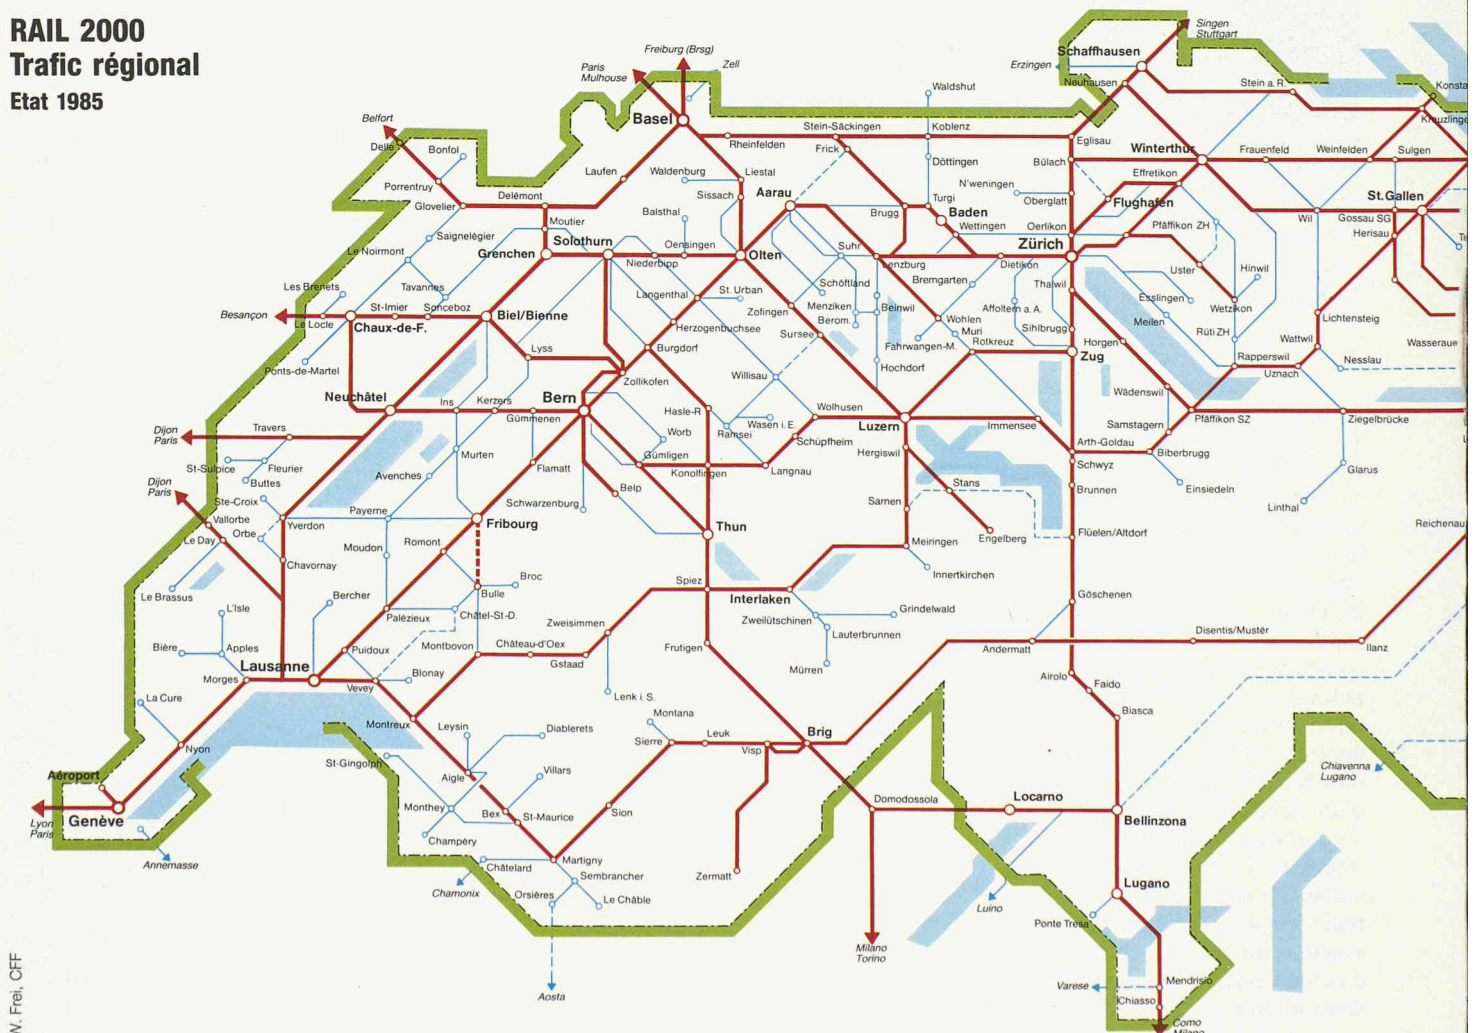 RAIL 2000
Trafic régional
Etat 1985
Singen
Stuttgart
Schaffhausen
Erzingen
Neuhausen
Stein a. R.
Konsta
Kreuzlinge
Freiburg (Brsg)
Paris
Mulhouse
Zell
Waldshut
Basel
Belfort
Delle
Bonfol
Rheinfelden
Stein-Säckingen
Koblenz
Frick
Eglisau
Winterthur
Frauenfeld
Weinfelden
Sulgen
Laufen
Waldenburg
Liestal
Döttingen
Bülach
Effretikon
Porrentruy
Delémont
Sissach
Aarau
N'weningen
Oberglatt
Flughafen
St.Gallen
Glovelier
Moutier
Balsthal
Brugg
Turgi
Baden
Wettingen
Oerlikon
Pfäffikon ZH
Wil
Gossau SG
Herisau
Saignelégier
Le Noirmont
Grenchen
Solothurn
Oensingen
Niederbipp
Olten
Suhr
Lenzburg
Dietikon
Zürich
Uster
Hinwil
Les Brenets
Tavannes
Langenthal
St. Urban
Schöftland
Bremgarten
Thalwil
Esslingen
Wetzikon
Besançon
Le Locle
St-Imier
Sonceboz
Chaux-de-F.
Biel/Bienne
Herzogenbuchsee
Zofingen
Menziken
Berom.
Beinwil
Affoltern a. A.
Wohlen
Muri
Sihlbrugg
Meilen
Rüti ZH
Lichtensteig
Sursee
Fahrwangen-M.
Rotkreuz
Horgen
Wattwil
Wasseraue
Ponts-de-Martel
Lyss
Burgdorf
Zollikofen
Willisau
Hochdorf
Zug
Rapperswil
Uznach
Nesslau
Wädenswil
Neuchâtel
Ins
Kerzers
Gümmenen
Bern
Hasle-R
Ramsei
Wasen i. E.
Wolhusen
Luzern
Immensee
Samstagern
Pfäffikon SZ
Ziegelbrücke
Dijon
Paris
Travers
Worb
Schüpfheim
Hergiswil
Arth-Goldau
Biberbrugg
St-Sulpice
Fleurier
Buttes
Murten
Flamatt
Gümligen
Konolfingen
Langnau
Schwyz
Glarus
Dijon
Paris
Avenches
Belp
Stans
Brunnen
Einsiedeln
Ste-Croix
Payerne
Schwarzenburg
Sarnen
Linthal
Vallorbe
Orbe
Yverdon
Fribourg
Thun
Engelberg
Flüelen/Altdorf
Reichenau
Le Day
Moudon
Romont
Meiringen
Chavornay
Innertkirchen
Le Brassus
Broc
Bulle
Spiez
Interlaken
Göschenen
L'Isle
Bercher
Palézieux
Châtel-St-D.
Zweisimmen
Zweilütschinen
Grindelwald
Disentis/Mustér
Lauterbrunnen
Bière
Apples
Puidoux
Montbovon
Château-d'Oex
Gstaad
Frutigen
Andermatt
Ilanz
Lausanne
Mürren
Morges
Vevey
Blonay
Airolo
Faido
La Cure
Lenk i. S.
Montreux
Leysin
Diablerets
Montana
Biasca
Nyon
Sierre
Leuk
Visp
Brig
St-Gingolph
Aigle
Villars
Chiavenna
Lugano
Aéroport
Lyon
Paris
Genève
Monthey
Bex
St-Maurice
Sion
Domodossola
Locarno
Bellinzona
Champéry
Annemasse
Martigny
Châtelard
Chamonix
Sembrancher
Orsières
Le Châble
Zermatt
Lugano
Luino
Ponte Tresa
Milano
Torino
Aosta
Varese
Mendrisio
Chiasso
Como
Milano
W. Frei, CFF